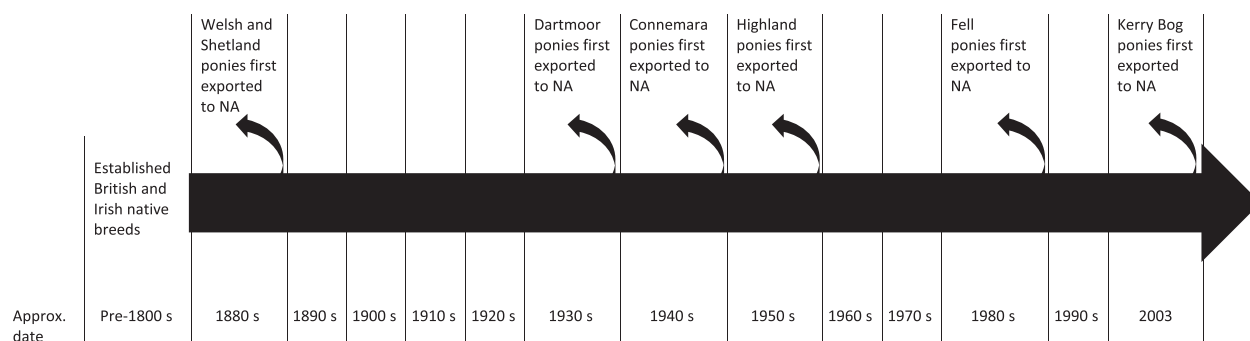 Welsh and
Shetland
ponies first
exported
to NA
Dartmoor
ponies first
exported
to NA
Connemara
ponies first
exported to
NA
Highland
ponies first
exported
to NA
Fell
ponies first
exported to
NA
Kerry Bog
ponies first
exported
to NA
Established
British and
Irish native
breeds
Approx.
date
Pre-1800 s
1880 s
1890 s
1900 s
1910 s
1920 s
1930 s
1940 s
1950 s
1960 s
1970 s
1980 s
1990 s
2003